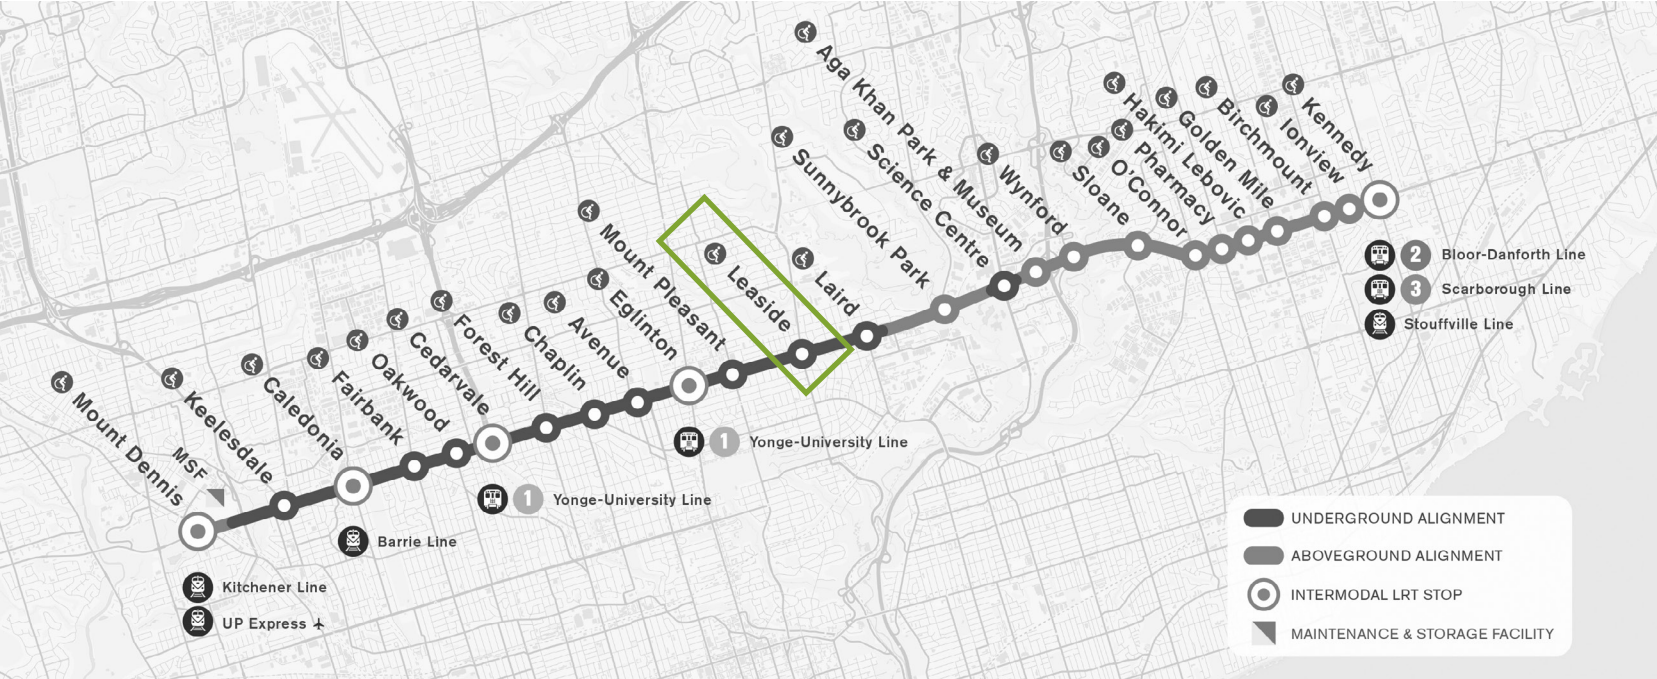 Mount Dennis
MSF
Keelesdale
Caledonia
Fairbank
Oakwood
Cedarvale
Forest Hill
Chaplin
Avenue
Eglinton
Mount Pleasant
Leaside
Laird
Sunnybrook Park
Science Centre
Aga Khan Park & Museum
Wynford
Sloane
O'Connor
Pharmacy
Hakimi Lebovic
Golden Mile
Birchmount
Ionview
Kennedy
2 Bloor-Danforth Line
3 Scarborough Line
Stouffville Line
1 Yonge-University Line
1 Yonge-University Line
Barrie Line
Kitchener Line
UP Express
UNDERGROUND ALIGNMENT
ABOVEGROUND ALIGNMENT
INTERMODAL LRT STOP
MAINTENANCE & STORAGE FACILITY